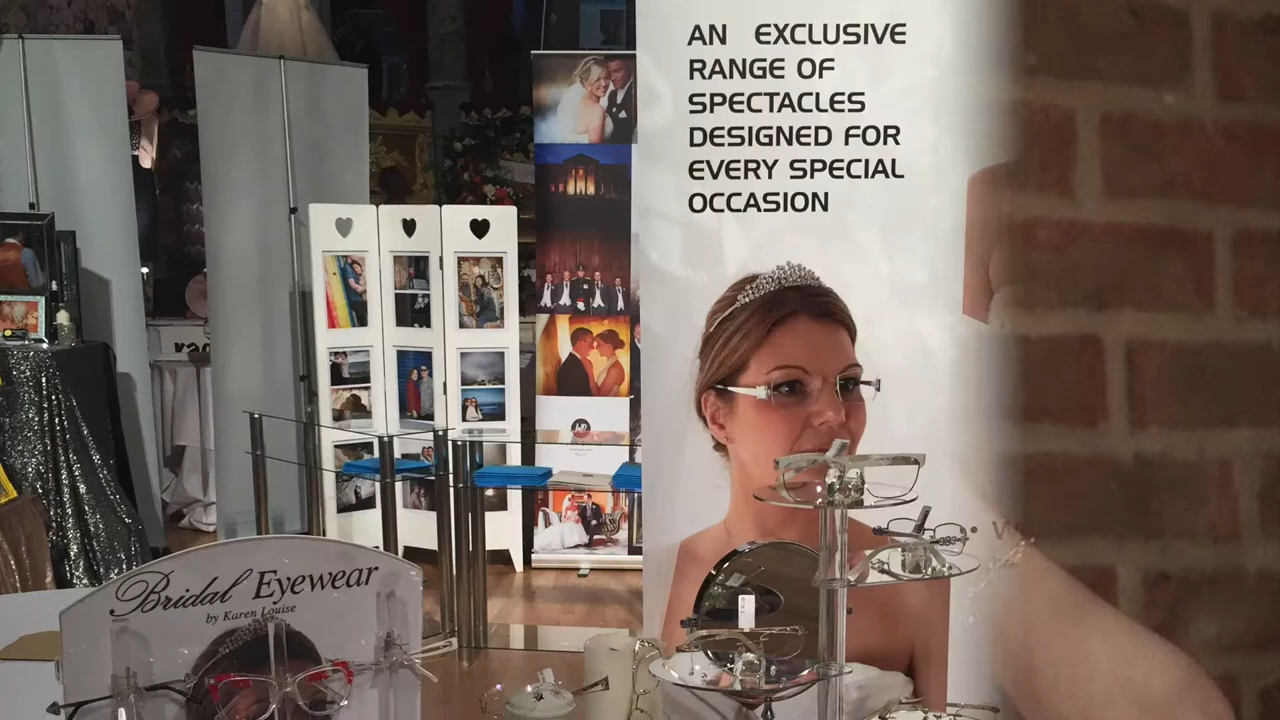 AN EXCLUSIVE
RANGE OF
SPECTACLES
DESIGNED FOR
EVERY SPECIAL
OCCASION
Bridal Eyewear
by Karen Louise